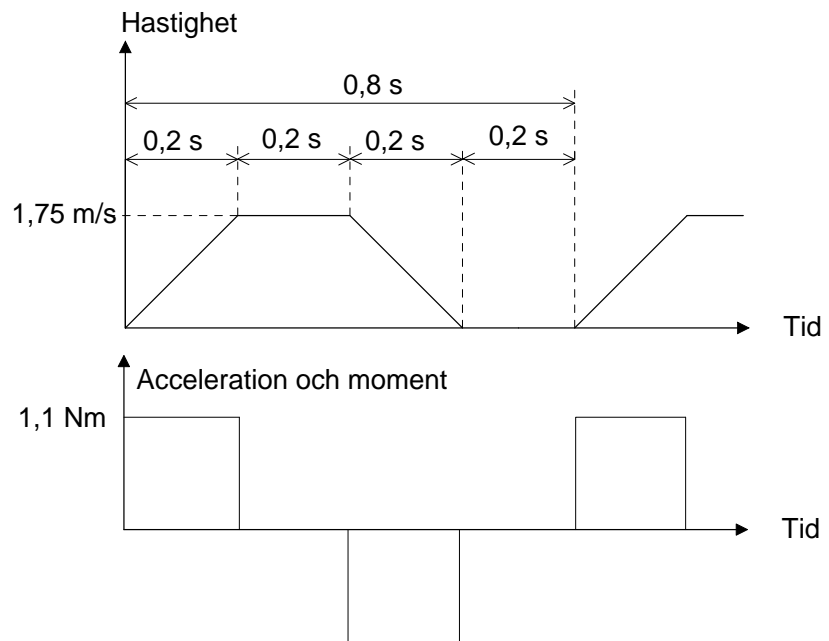 Hastighet
0,8 s
0,2 s 0,2 s 0,2 s 0,2 s
1,75 m/s
Tid
Acceleration och moment
1,1 Nm
Tid